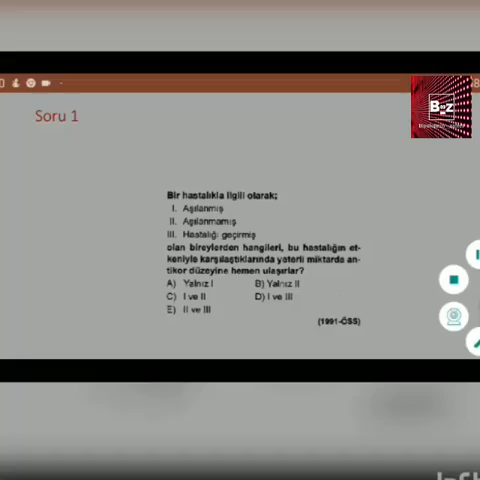 Soru 1
B z
Bir hastalıkla ilgili olarak;
I. Aşılanmış
II. Aşılanmamış
III. Hastalığı geçirmiş
olan bireylerden hangileri, bu hastalığın et-
keniyle karşılaştıklarında yeterli miktarda an-
tikor düzeyine hemen ulaşırlar?
A) Yalnız I B) Yalnız II
C) I ve II D) I ve III
E) II ve III
(1991-ÖSS)